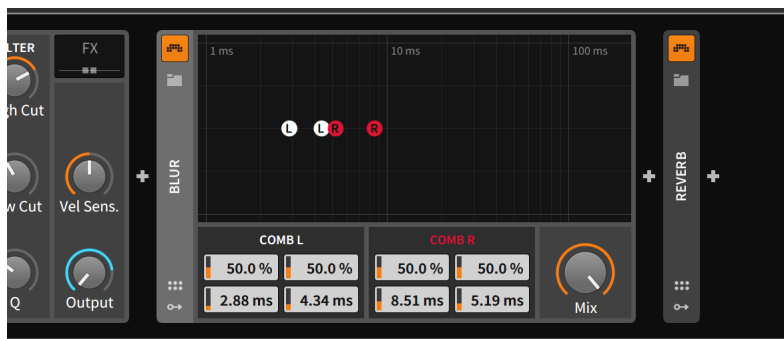 LTER
FX
gh Cut
w Cut
Vel Sens.
Q
Output
BLUR
1 ms
10 ms
100 ms
L
L
R
R
COMB L
COMB R
50.0 %
50.0 %
50.0 %
50.0 %
2.88 ms
4.34 ms
8.51 ms
5.19 ms
Mix
REVERB